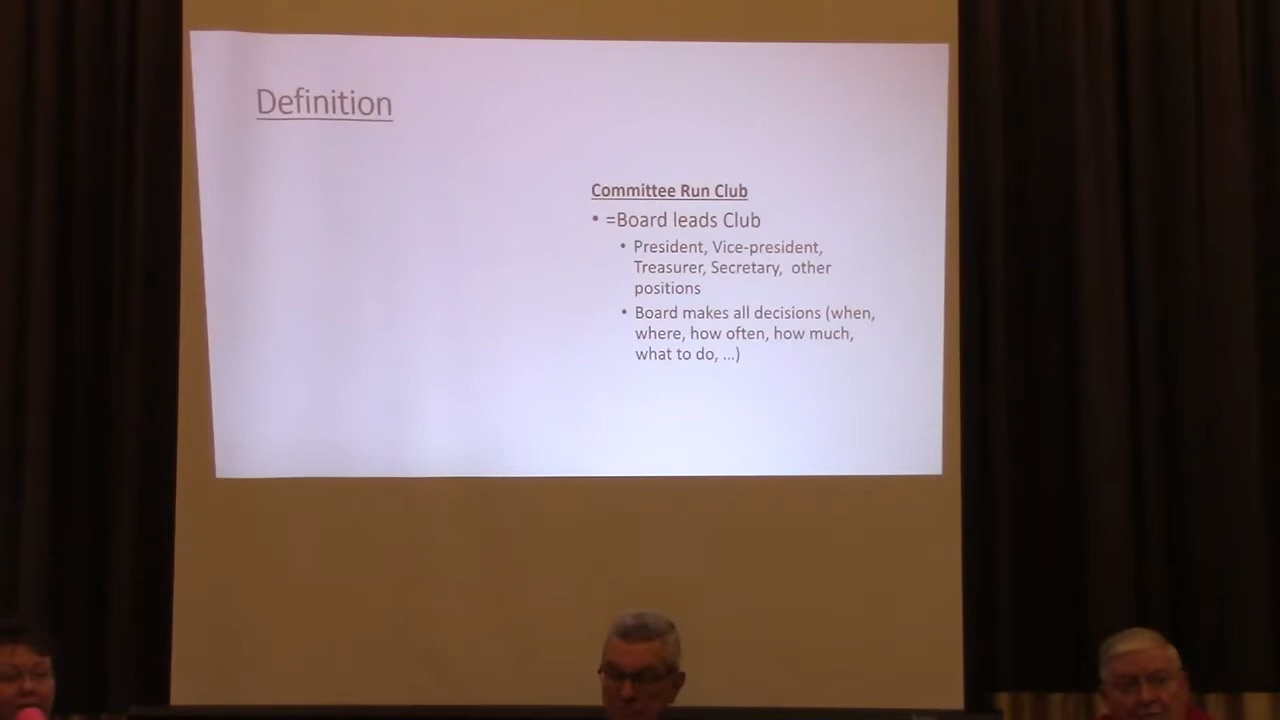 Definition
Committee Run Club
• =Board leads Club
• President, Vice-president,
Treasurer, Secretary, other
positions
• Board makes all decisions (when,
where, how often, how much,
what to do, ...)